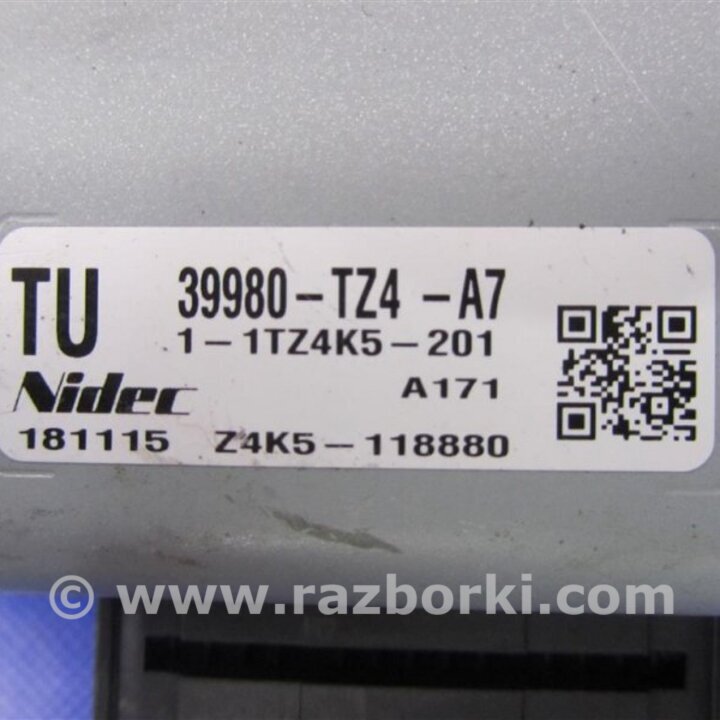 TU 39980-TZ4 -A7
1-1TZ4K5-201
Nidec A171
181115 Z4K5-118880
© www.razborki.com